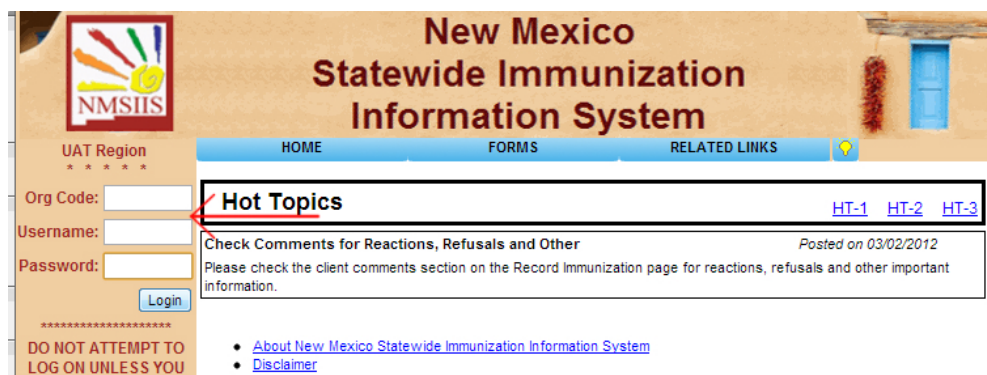 NMSIIS
New Mexico
Statewide Immunization
Information System
UAT Region
* * * * *
HOME FORMS RELATED LINKS
Org Code:
Username:
Password:
Login
*********************
DO NOT ATTEMPT TO
LOG ON UNLESS YOU
Hot Topics
HT-1 HT-2 HT-3
Check Comments for Reactions, Refusals and Other Posted on 03/02/2012
Please check the client comments section on the Record Immunization page for reactions, refusals and other important
information.
About New Mexico Statewide Immunization Information System
Disclaimer